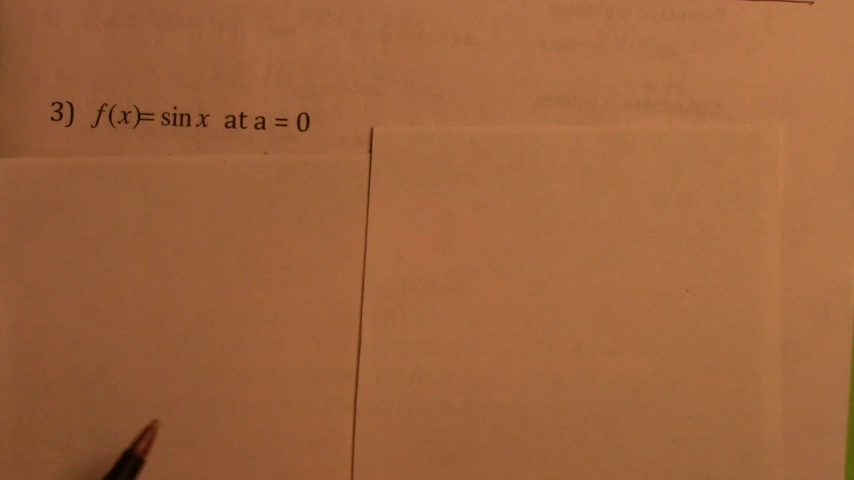 3) f(x)= sin x at a = 0